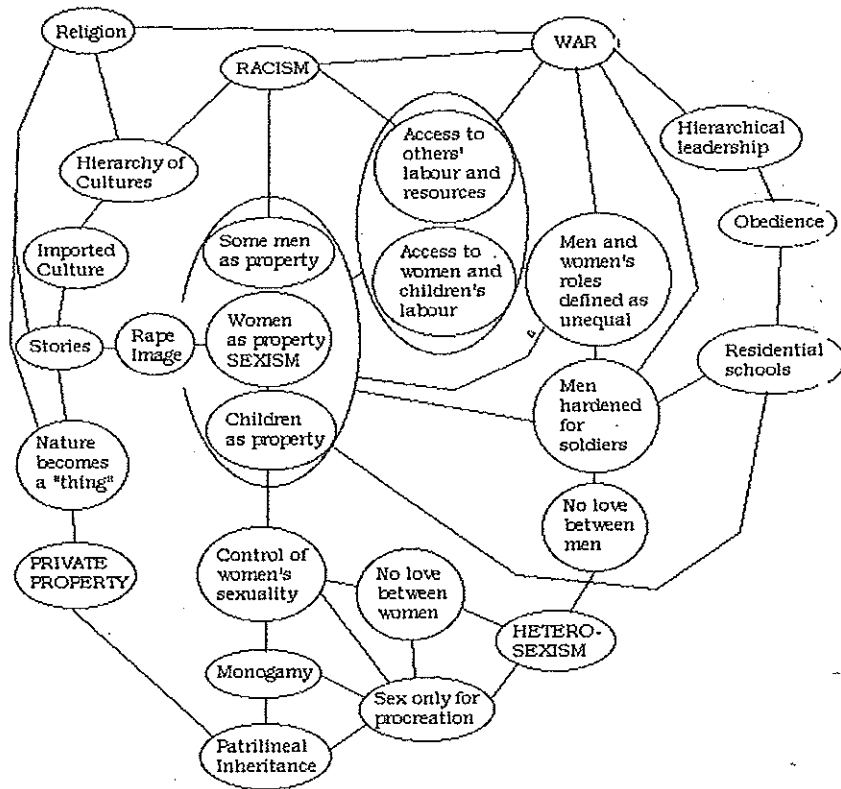 Religion
WAR
RACISM
Hierarchy of
Cultures
Access to
others'
labour and
resources
Hierarchical
leadership
Imported
Culture
Some men
as property
Access to
women and
children's
labour
Men and
women's
roles
defined as
unequal
Obedience
Stories
Rape
Image
Women
as property
SEXISM
Residential
schools
Children
as property
Men
hardened
for
soldiers
Nature
becomes
a "thing"
No love
between
men
PRIVATE
PROPERTY
Control of
women's
sexuality
No love
between
women
HETERO-
SEXISM
Monogamy
Sex only for
procreation
Patrilineal
Inheritance